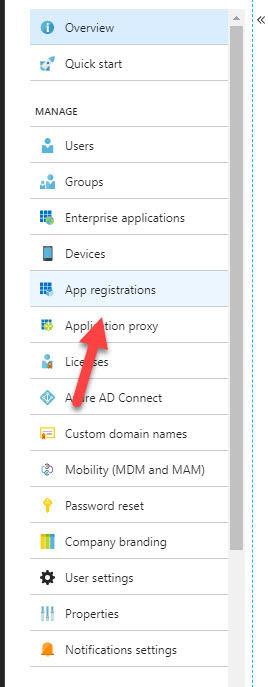 «
Overview
Quick start
MANAGE
Users
Groups
Enterprise applications
Devices
App registrations
Application proxy
Licenses
Azure AD Connect
Custom domain names
Mobility (MDM and MAM)
Password reset
Company branding
User settings
Properties
Notifications settings